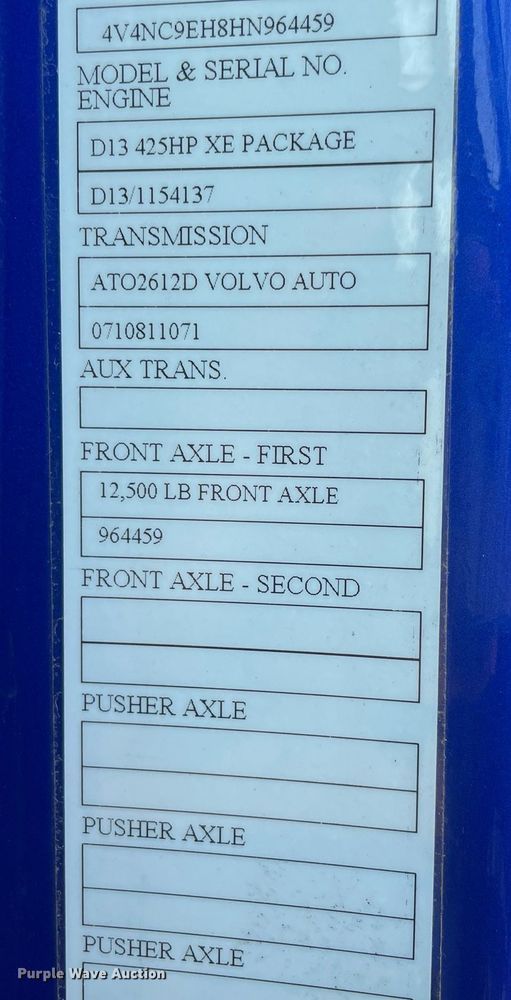 4V4NC9EH8HN964459
MODEL & SERIAL NO.
ENGINE
D13 425HP XE PACKAGE
D13/1154137
TRANSMISSION
ATO2612D VOLVO AUTO
0710811071
AUX TRANS.
FRONT AXLE - FIRST
12,500 LB FRONT AXLE
964459
FRONT AXLE - SECOND
PUSHER AXLE
PUSHER AXLE
PUSHER AXLE
Purple Wave Auction